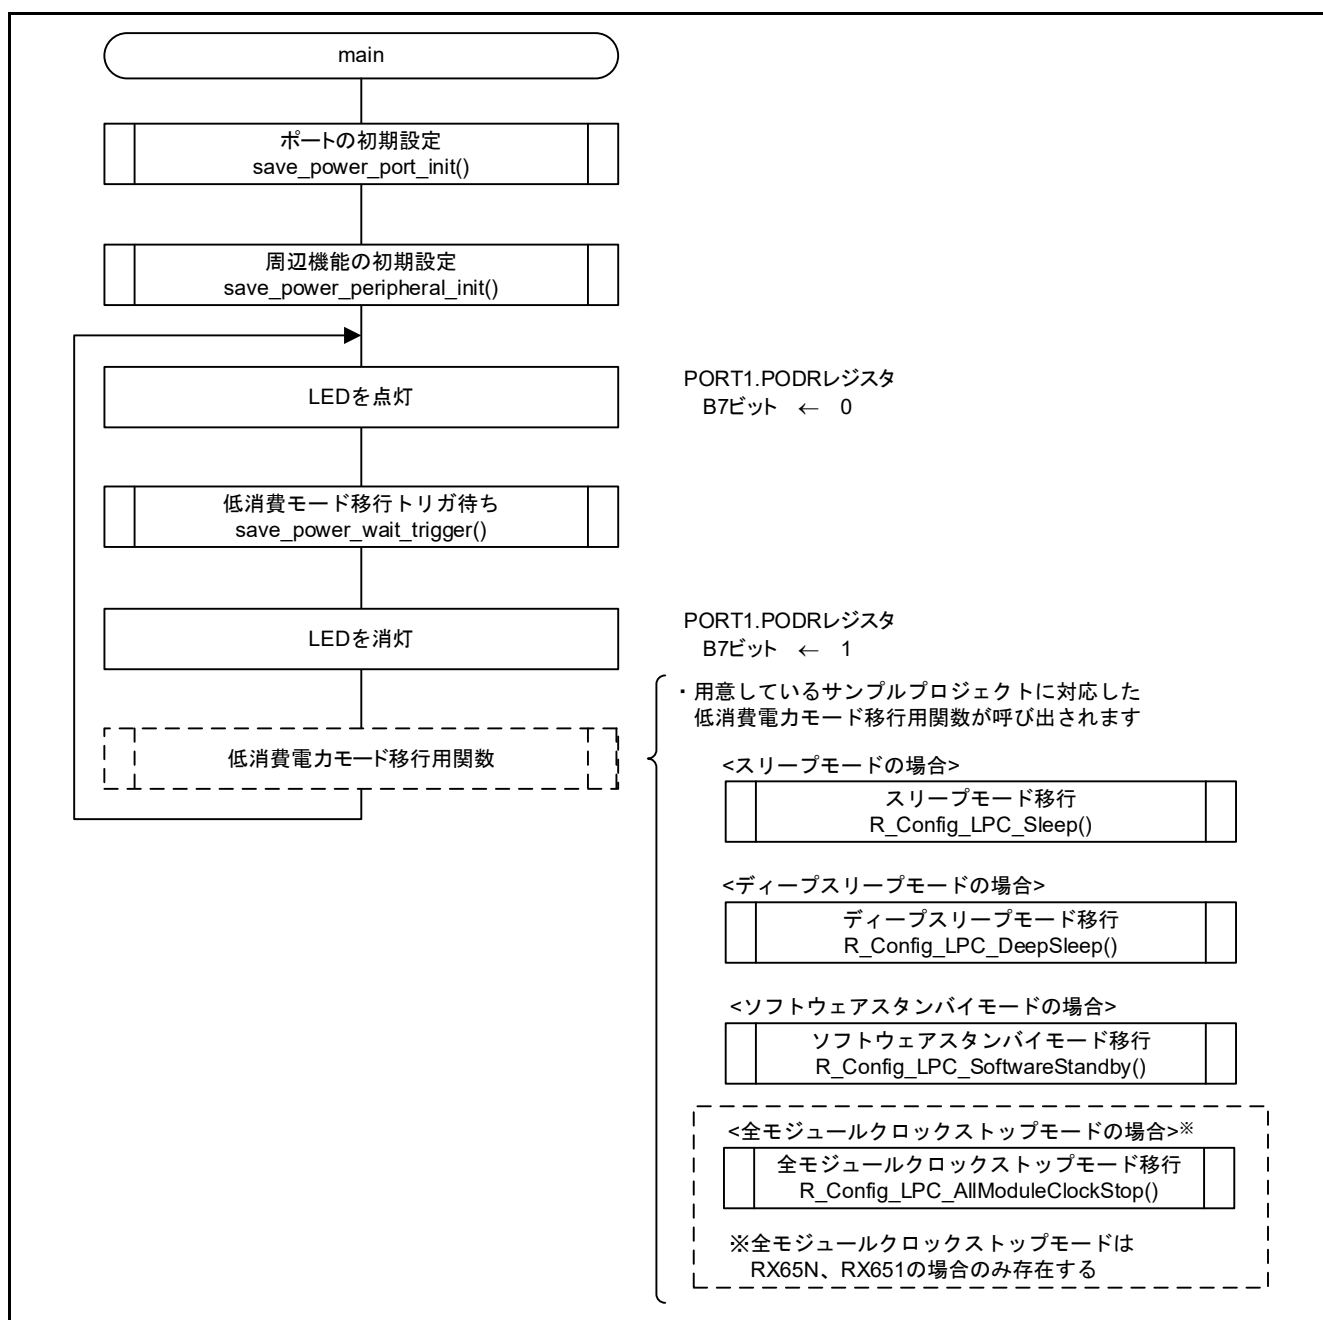 main
ポートの初期設定
save_power_port_init()
周辺機能の初期設定
save_power_peripheral_init()
LEDを点灯
PORT1.PODRレジスタ
B7ビット ← 0
低消費モード移行トリガ待ち
save_power_wait_trigger()
LEDを消灯
PORT1.PODRレジスタ
B7ビット ← 1
低消費電力モード移行用関数
・用意しているサンプルプロジェクトに対応した
低消費電力モード移行用関数が呼び出されます
<スリープモードの場合>
スリープモード移行
R_Config_LPC_Sleep()
<ディープスリープモードの場合>
ディープスリープモード移行
R_Config_LPC_DeepSleep()
<ソフトウェアスタンバイモードの場合>
ソフトウェアスタンバイモード移行
R_Config_LPC_SoftwareStandby()
<全モジュールクロックストップモードの場合>※
全モジュールクロックストップモード移行
R_Config_LPC_AllModuleClockStop()
※全モジュールクロックストップモードは
RX65N、RX651の場合のみ存在する